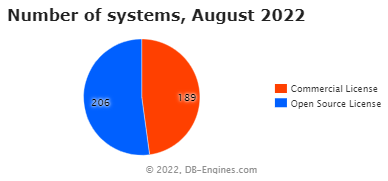 Number of systems, August 2022
206
189
Commercial License
Open Source License
© 2022, DB-Engines.com